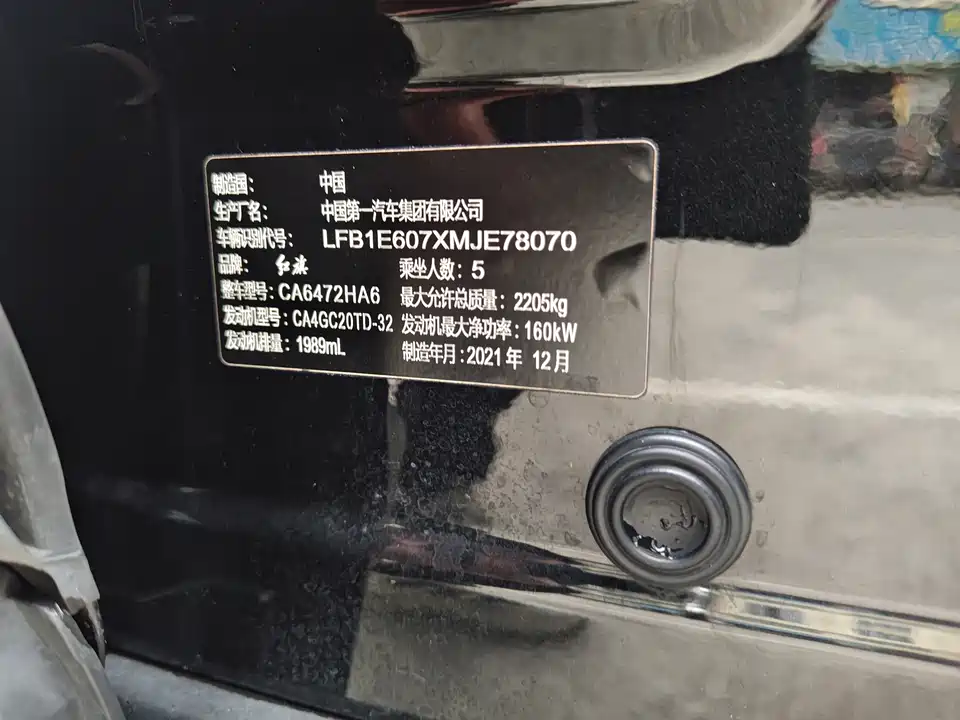 制造国： 中国
生产厂名： 中国第一汽车集团有限公司
车辆识别代号： LFB1E607XMJE78070
品牌： 红旗 乘坐人数：5
整车型号：CA6472HA6 最大允许总质量：2205kg
发动机型号：CA4GC20TD-32 发动机最大净功率：160kW
发动机排量：1989mL 制造年月：2021年 12月